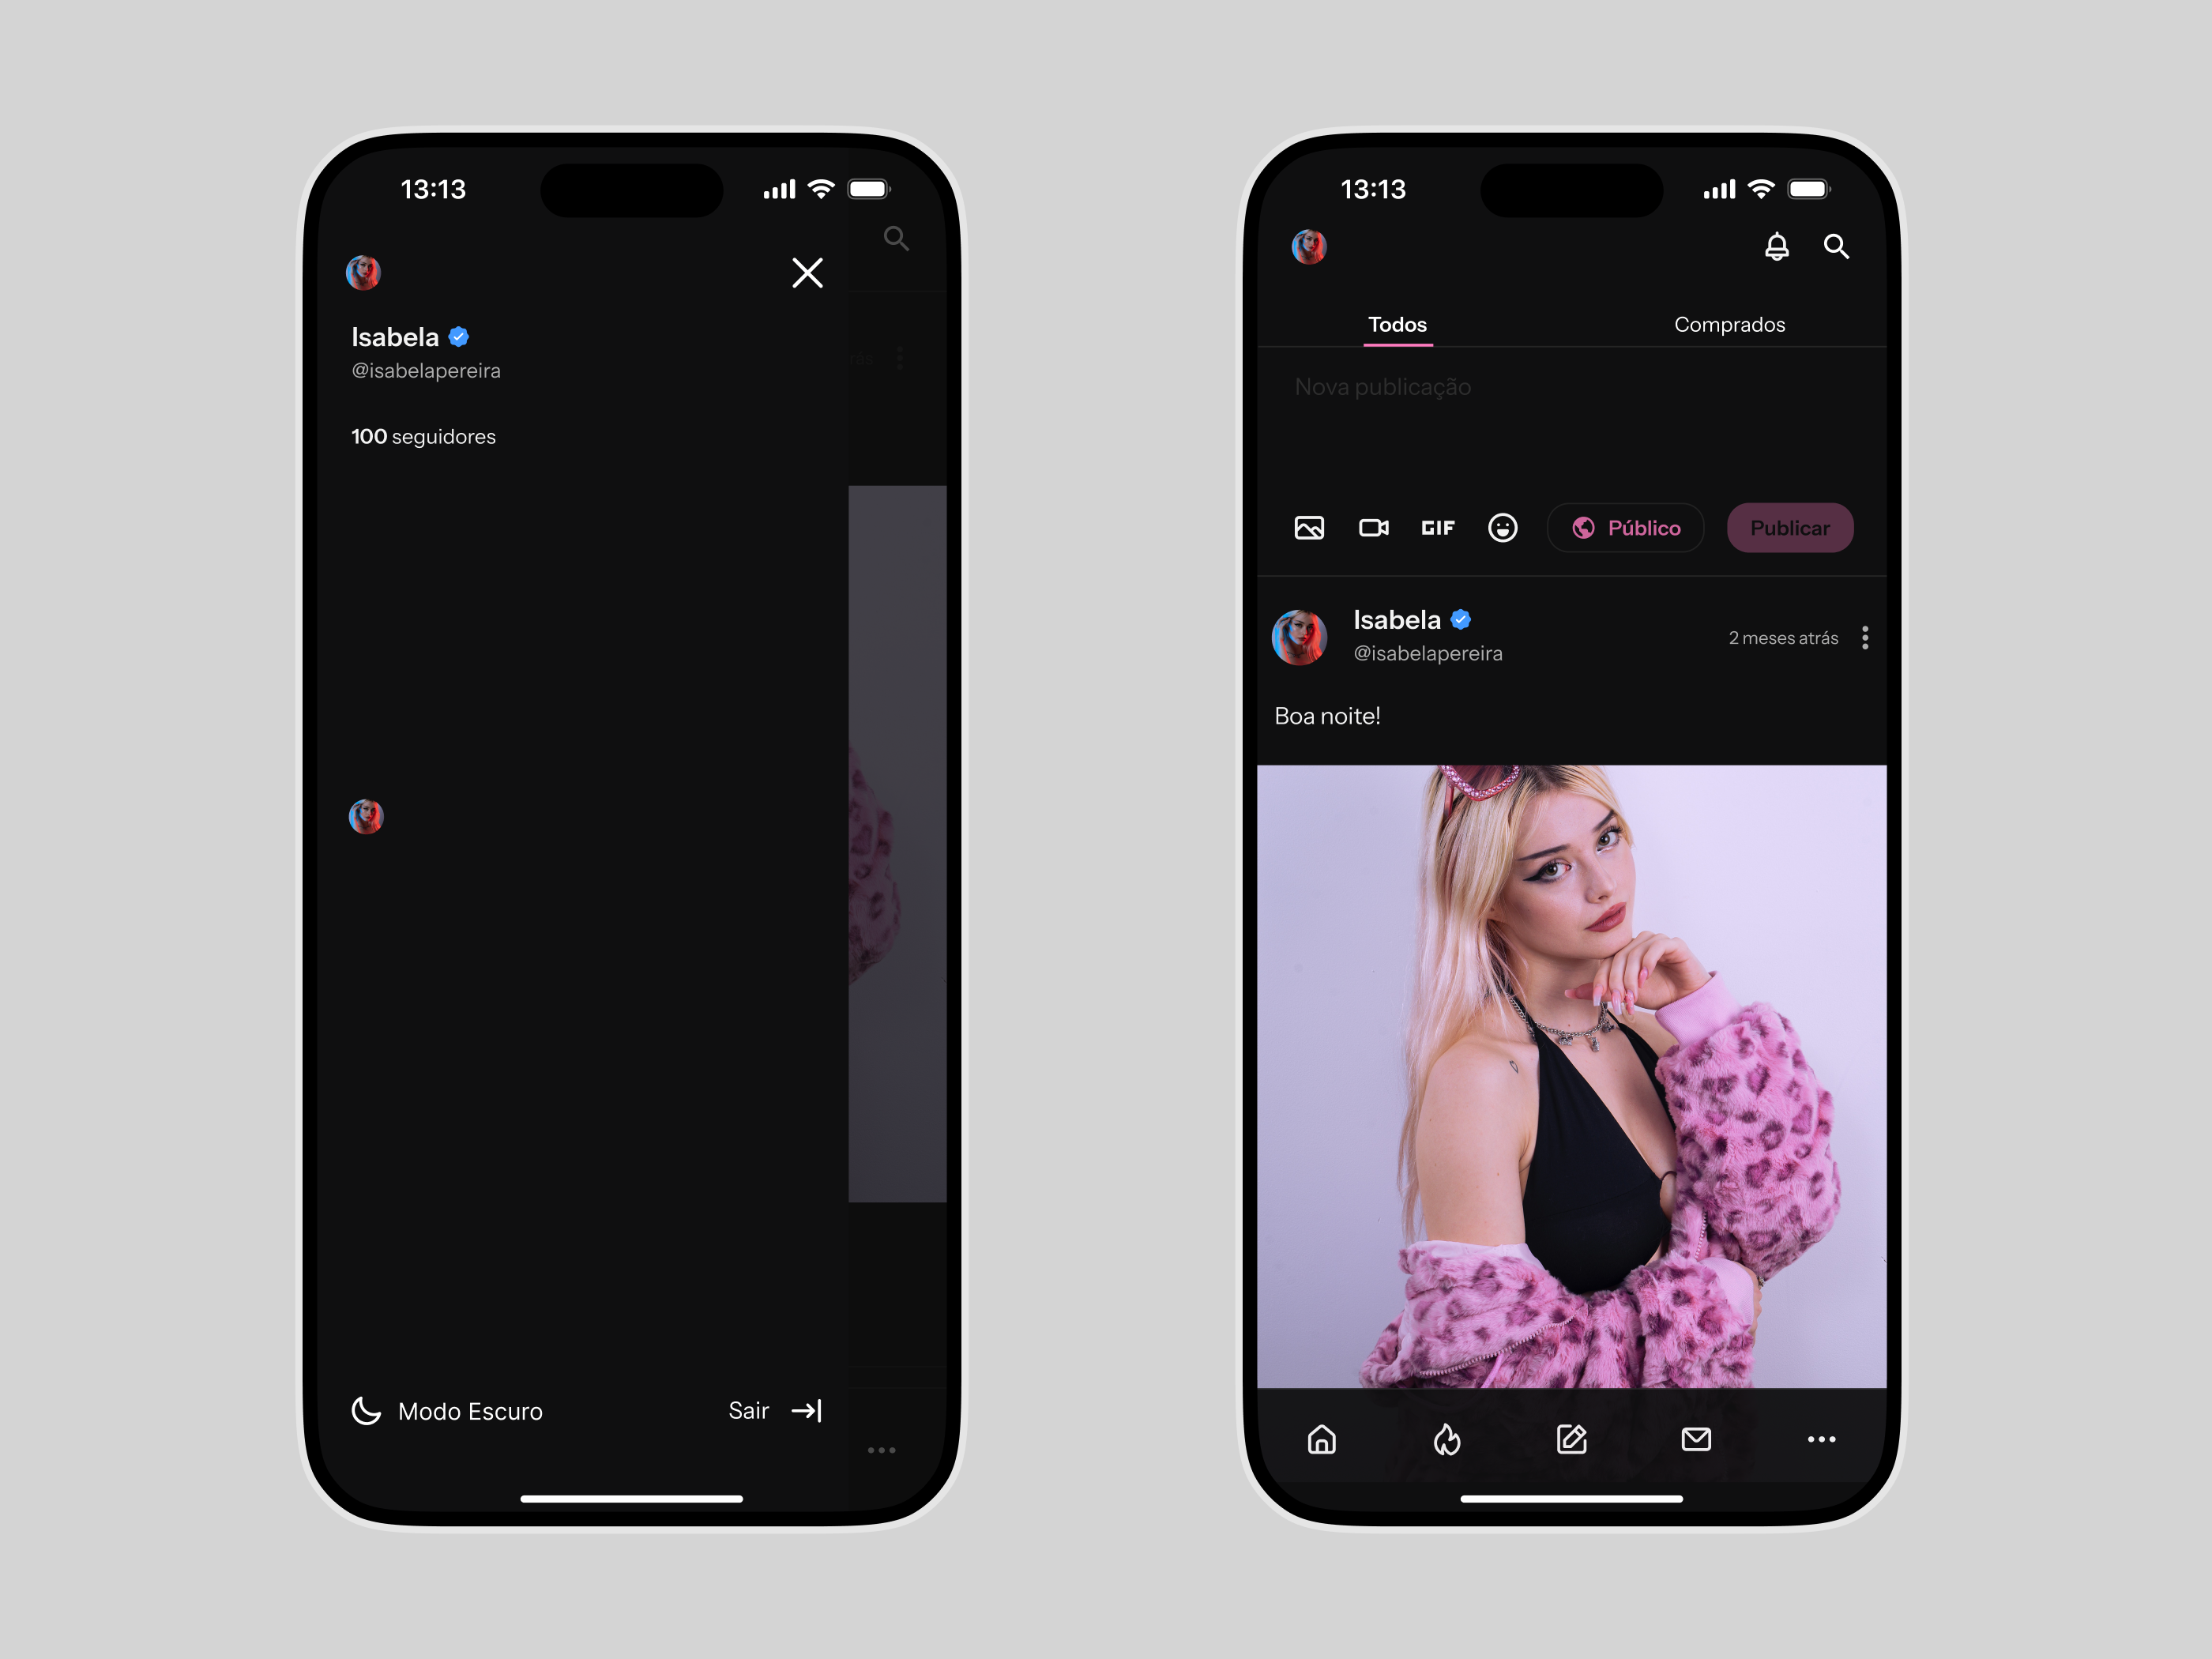 13:13
Isabela
@isabelapereira
100 seguidores
rás
Modo Escuro
Sair
13:13
Todos
Comprados
Nova publicação
GIF
Público
Publicar
Isabela
@isabelapereira
2 meses atrás
Boa noite!